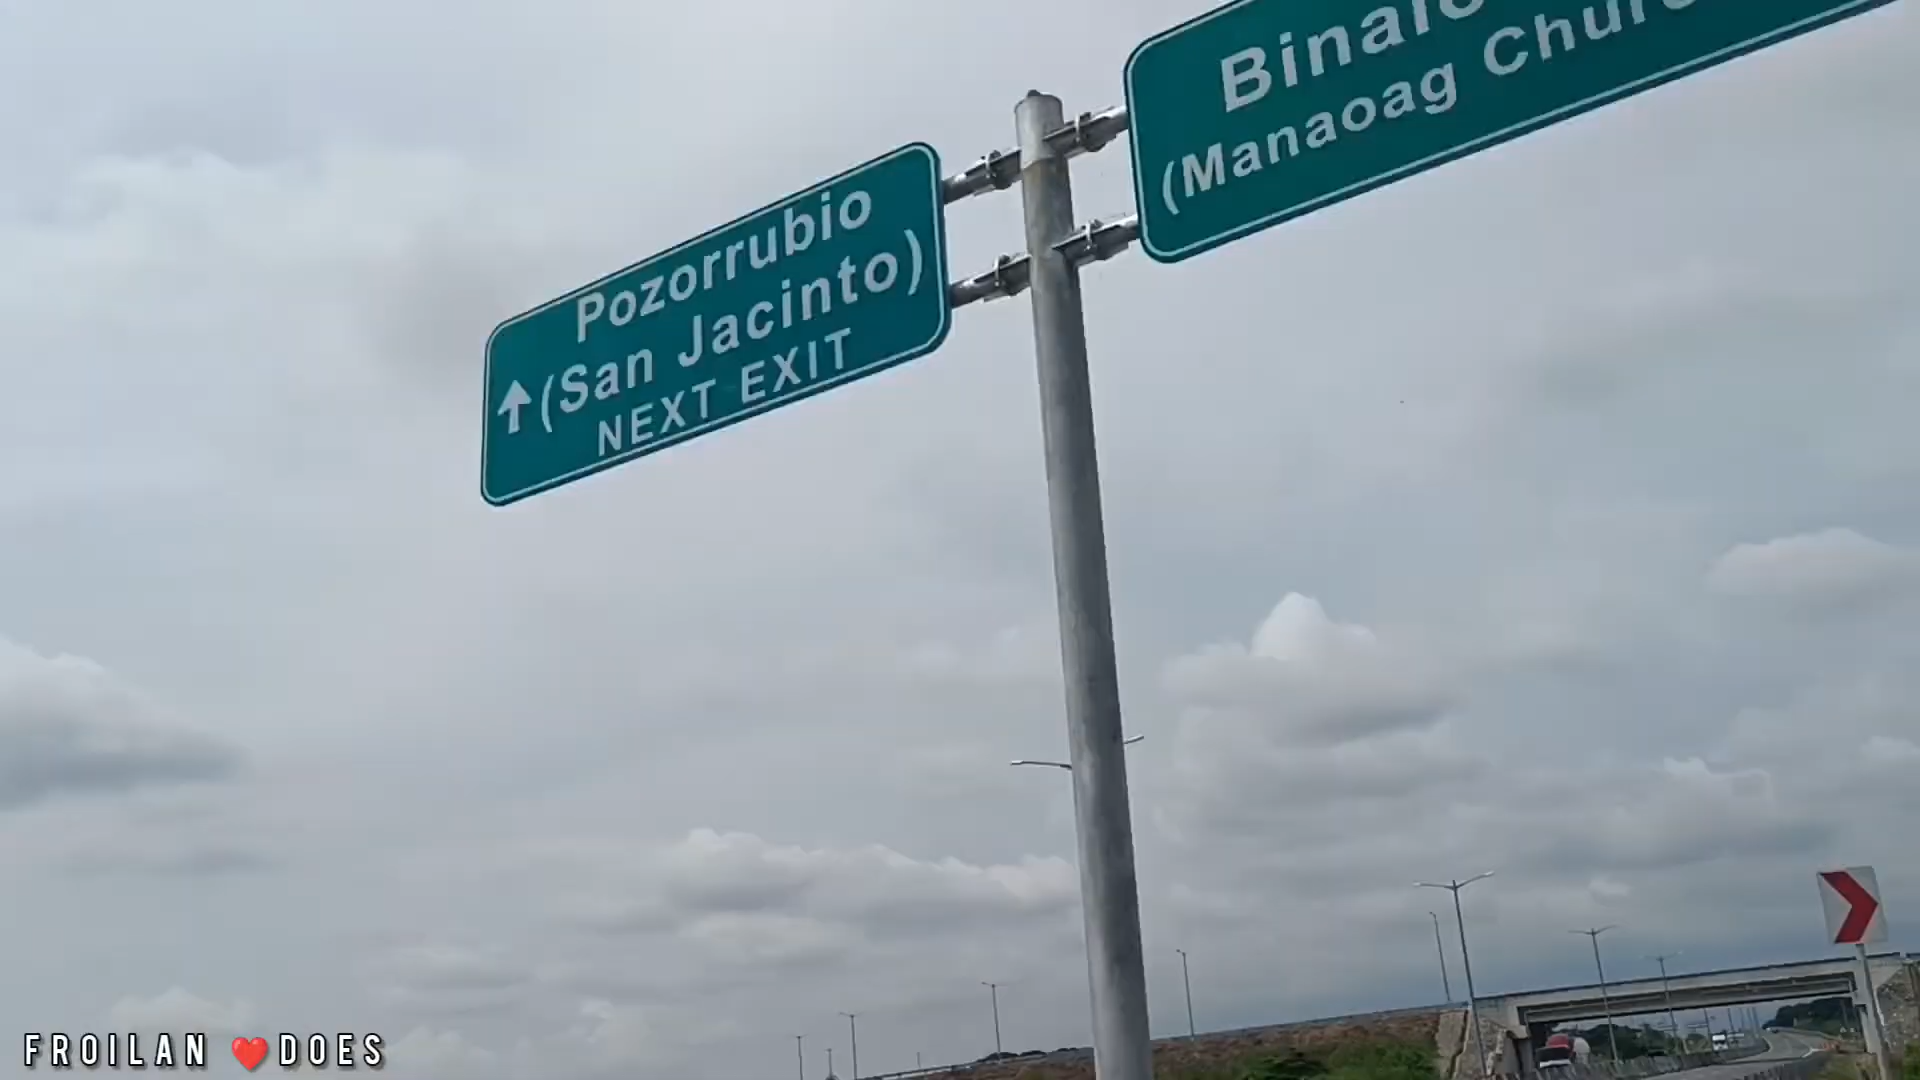 Pozorrubio
(San Jacinto)
NEXT EXIT
(Manaoag
FROILAN ❤️DOES